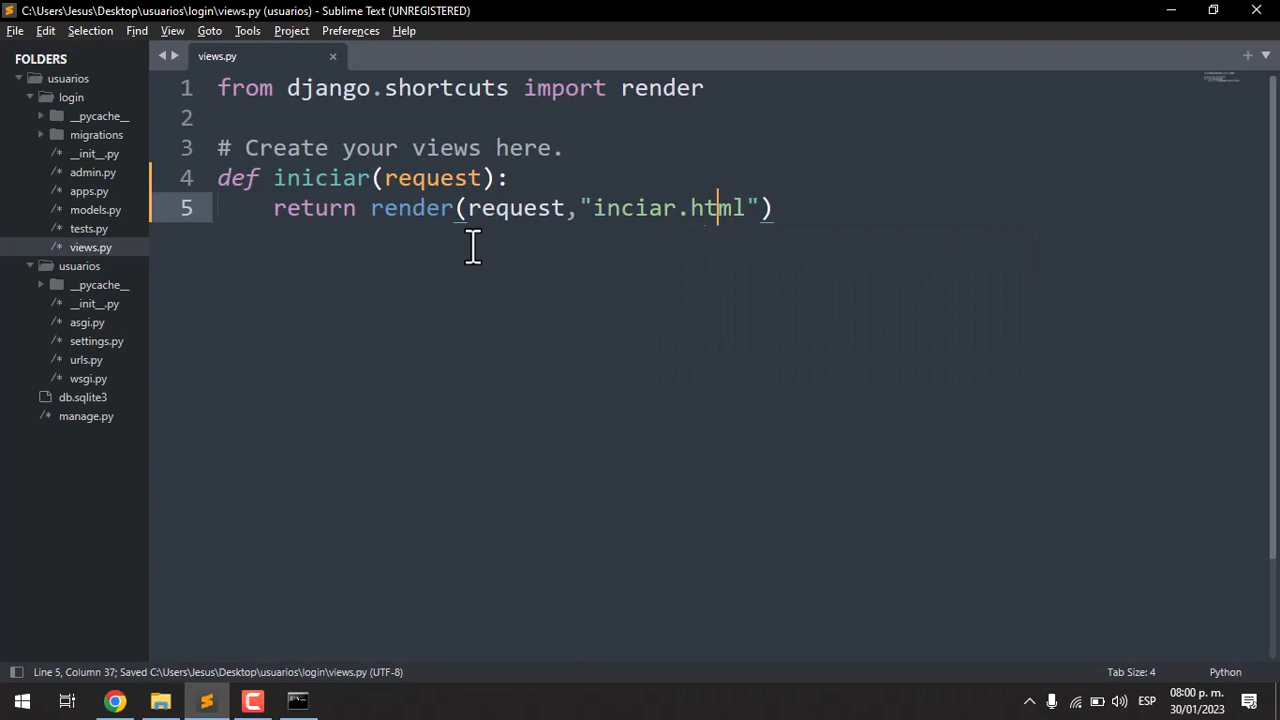 C:\Users\Jesus\Desktop\usuarios\login\views.py (usuarios) - Sublime Text (UNREGISTERED)
File Edit Selection Find View Goto Tools Project Preferences Help
FOLDERS
usuarios
login
__pycache__
migrations
__init__.py
admin.py
apps.py
models.py
tests.py
views.py
usuarios
__pycache__
__init__.py
asgi.py
settings.py
urls.py
wsgi.py
db.sqlite3
manage.py
views.py
1 from django.shortcuts import render
2
3 # Create your views here.
4 def iniciar(request):
5 return render(request,"inciar.html")
Line 5, Column 37; Saved C:\Users\Jesus\Desktop\usuarios\login\views.py (UTF-8)
Tab Size: 4 Python
ESP
08:00 p. m.
30/01/2023